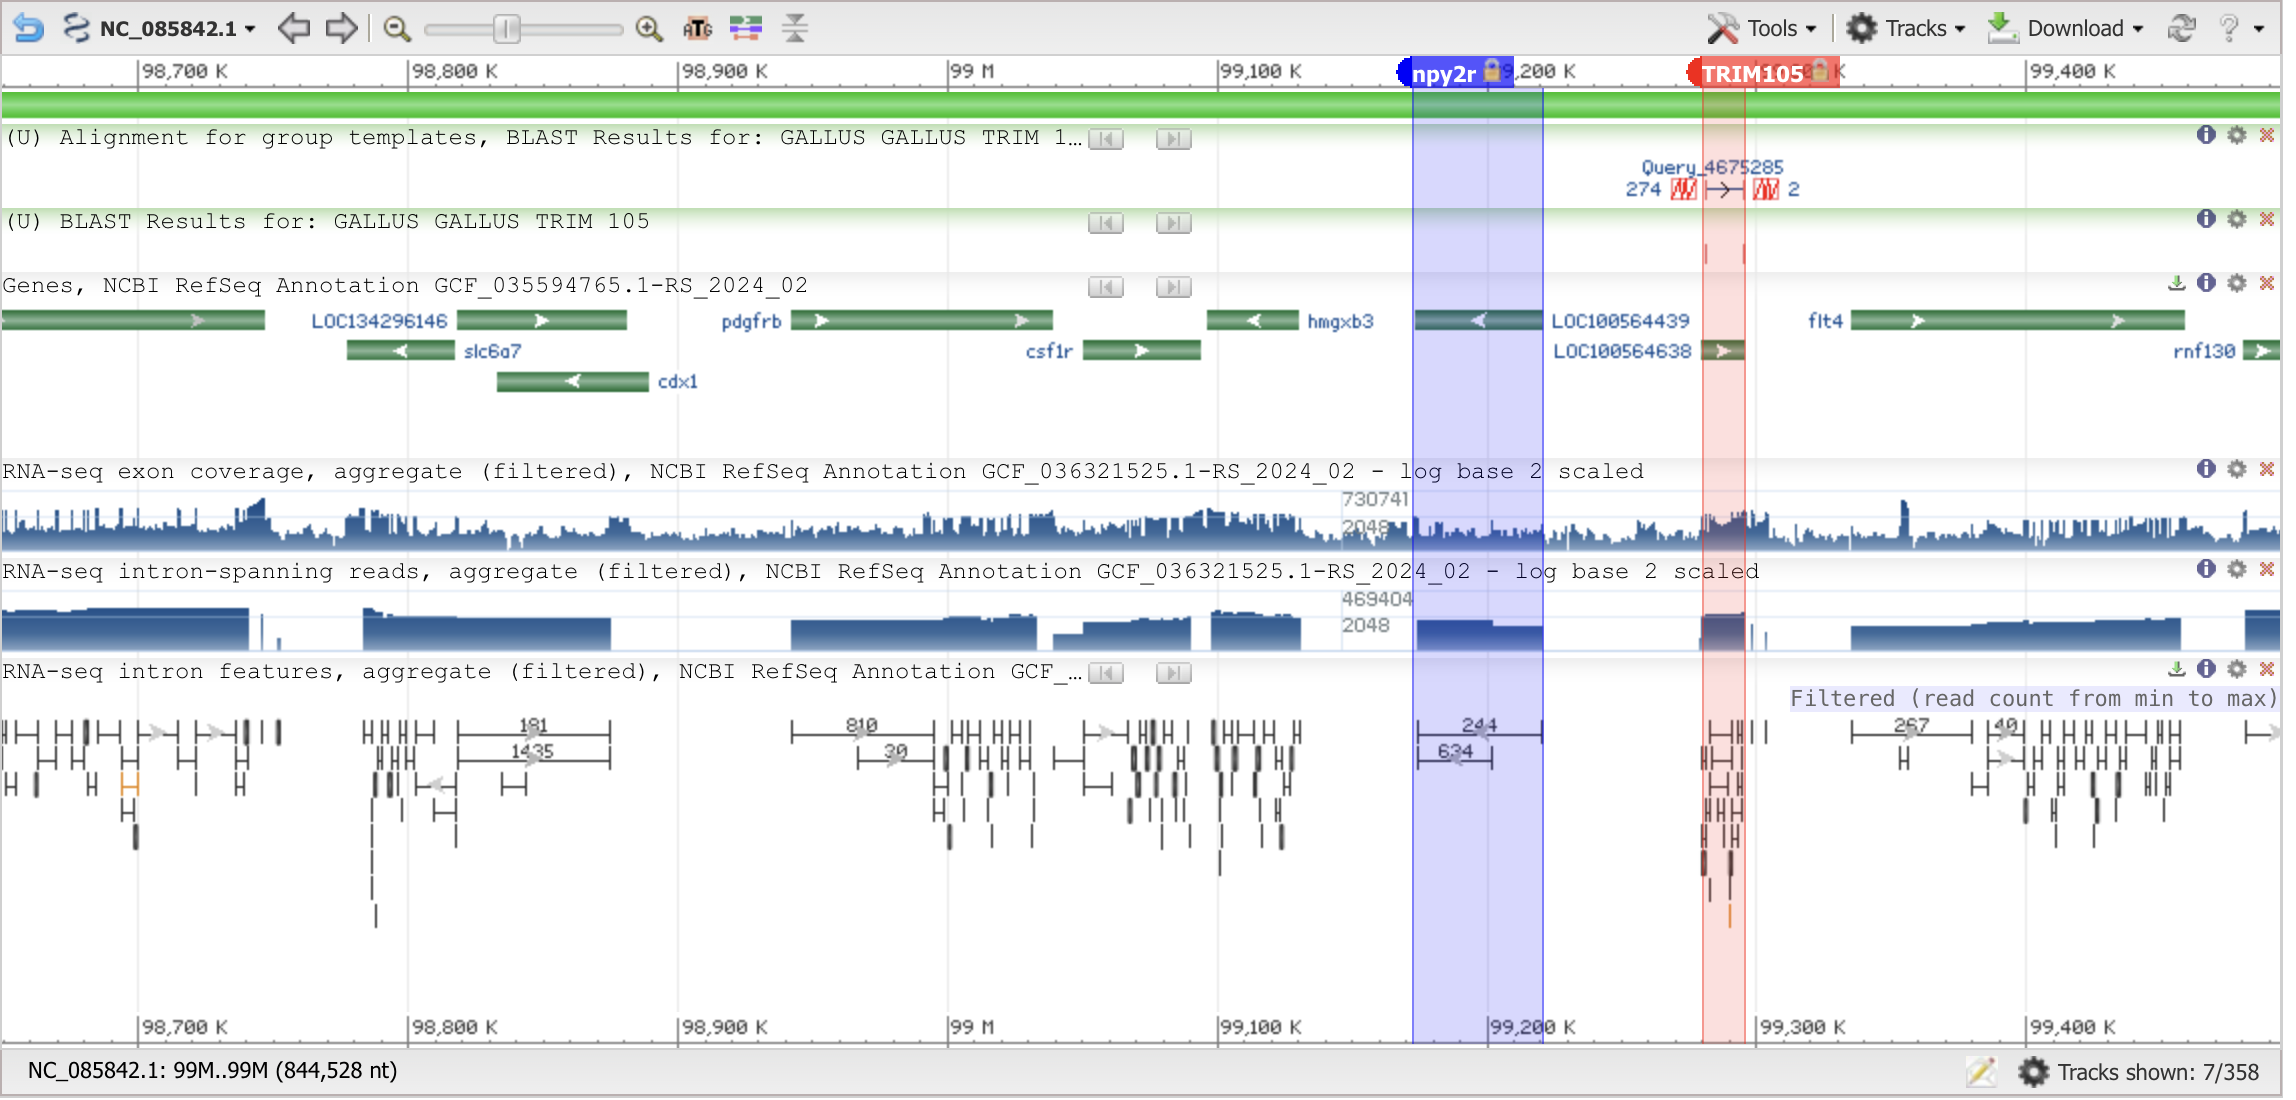 NC_085842.1 Tools Tracks Download ?
98,700 K 98,800 K 98,900 K 99 M 99,100 K npy2r 9,200 K TRIM105 K 99,400 K
(U) Alignment for group templates, BLAST Results for: GALLUS GALLUS TRIM 1…
Query_4675285
274 2
(U) BLAST Results for: GALLUS GALLUS TRIM 105
Genes, NCBI RefSeq Annotation GCF_035594765.1-RS_2024_02
LOC134296146 pdgfrb hmgxb3 LOC100564439 flt4
slc6a7 csf1r LOC100564638 rnf130
cdx1
RNA-seq exon coverage, aggregate (filtered), NCBI RefSeq Annotation GCF_036321525.1-RS_2024_02 - log base 2 scaled
730741
2048
RNA-seq intron-spanning reads, aggregate (filtered), NCBI RefSeq Annotation GCF_036321525.1-RS_2024_02 - log base 2 scaled
469404
2048
RNA-seq intron features, aggregate (filtered), NCBI RefSeq Annotation GCF_…
Filtered (read count from min to max)
181 810 244 267 40
1435 30 634
98,700 K 98,800 K 98,900 K 99 M 99,100 K 99,200 K 99,300 K 99,400 K
NC_085842.1: 99M..99M (844,528 nt) Tracks shown: 7/358